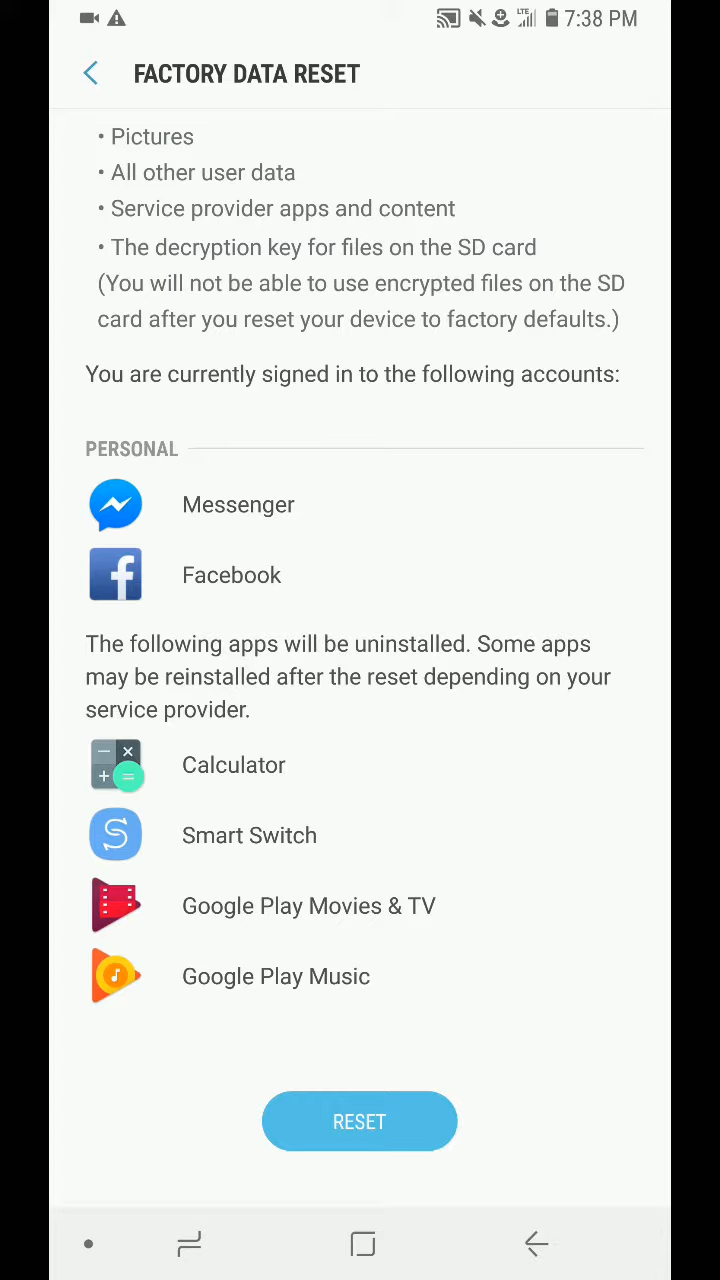 LTE 7:38 PM
FACTORY DATA RESET
• Pictures
• All other user data
• Service provider apps and content
• The decryption key for files on the SD card
(You will not be able to use encrypted files on the SD
card after you reset your device to factory defaults.)
You are currently signed in to the following accounts:
PERSONAL
Messenger
Facebook
The following apps will be uninstalled. Some apps
may be reinstalled after the reset depending on your
service provider.
Calculator
Smart Switch
Google Play Movies & TV
Google Play Music
RESET